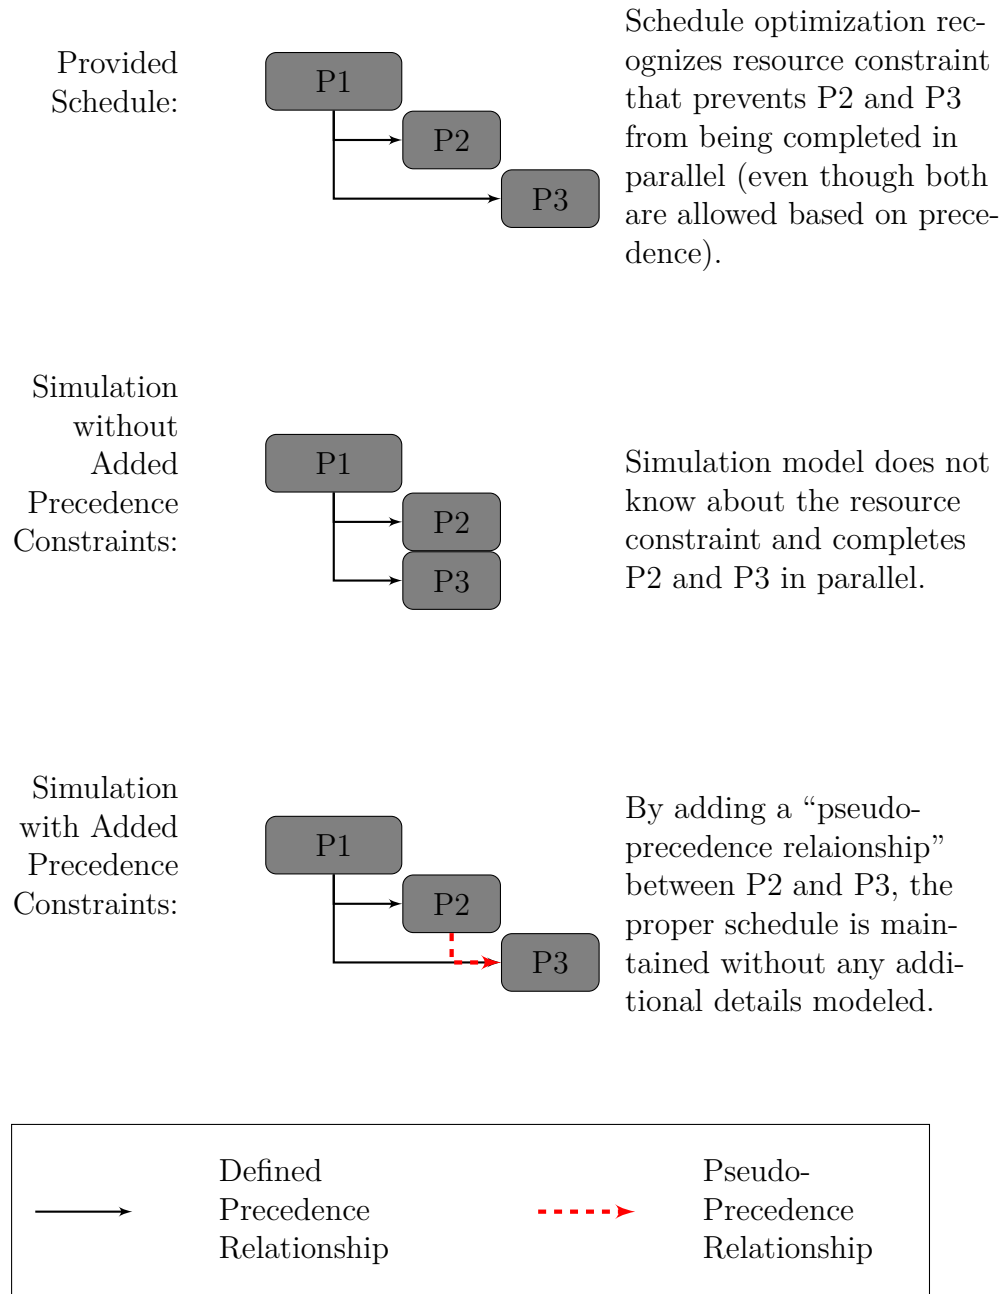 Provided
Schedule:
P1
P2
P3
Schedule optimization rec-
ognizes resource constraint
that prevents P2 and P3
from being completed in
parallel (even though both
are allowed based on prece-
dence).
Simulation
without
Added
Precedence
Constraints:
P1
P2
P3
Simulation model does not
know about the resource
constraint and completes
P2 and P3 in parallel.
Simulation
with Added
Precedence
Constraints:
P1
P2
P3
By adding a “pseudo-
precedence relaionship”
between P2 and P3, the
proper schedule is main-
tained without any addi-
tional details modeled.
Defined
Precedence
Relationship
Pseudo-
Precedence
Relationship